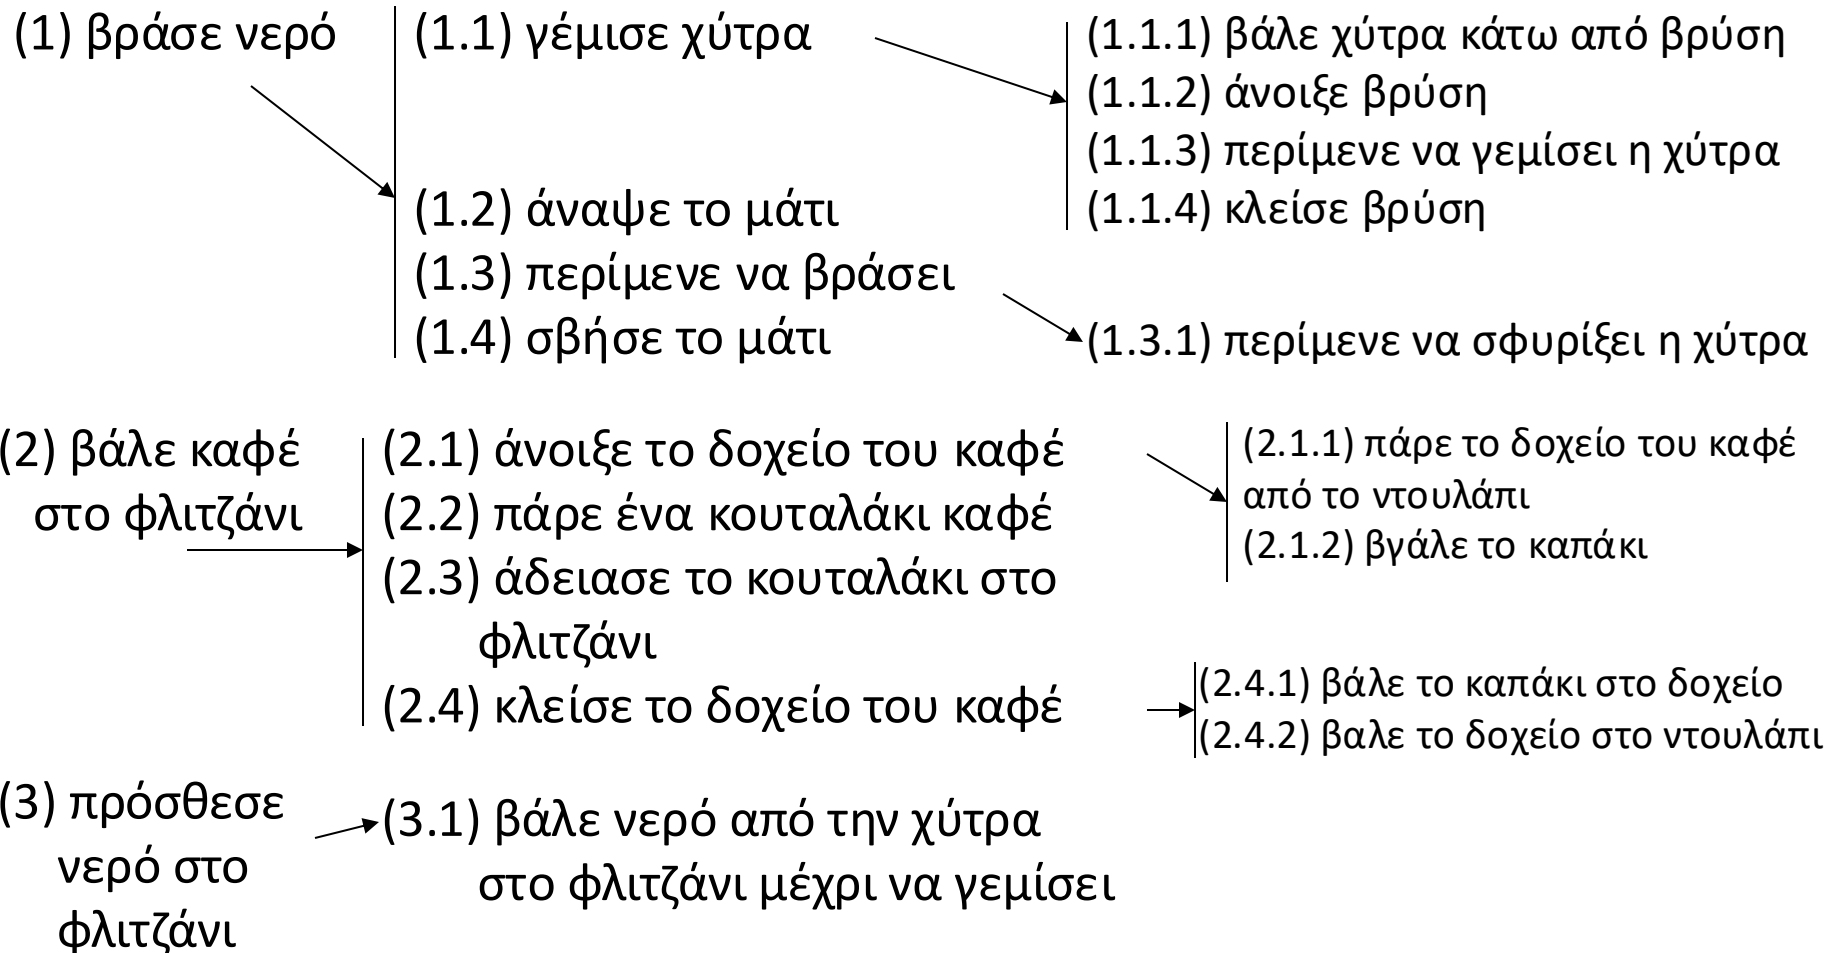 (1) βράσε νερό
(1.1) γέμισε χύτρα
(1.1.1) βάλε χύτρα κάτω από βρύση
(1.1.2) άνοιξε βρύση
(1.1.3) περίμενε να γεμίσει η χύτρα
(1.1.4) κλείσε βρύση
(1.2) άναψε το μάτι
(1.3) περίμενε να βράσει
(1.3.1) περίμενε να σφυρίξει η χύτρα
(1.4) σβήσε το μάτι
(2) βάλε καφέ
στο φλιτζάνι
(2.1) άνοιξε το δοχείο του καφέ
(2.1.1) πάρε το δοχείο του καφέ
από το ντουλάπι
(2.1.2) βγάλε το καπάκι
(2.2) πάρε ένα κουταλάκι καφέ
(2.3) άδειασε το κουταλάκι στο
φλιτζάνι
(2.4) κλείσε το δοχείο του καφέ
(2.4.1) βάλε το καπάκι στο δοχείο
(2.4.2) βαλε το δοχείο στο ντουλάπι
(3) πρόσθεσε
νερό στο
φλιτζάνι
(3.1) βάλε νερό από την χύτρα
στο φλιτζάνι μέχρι να γεμίσει